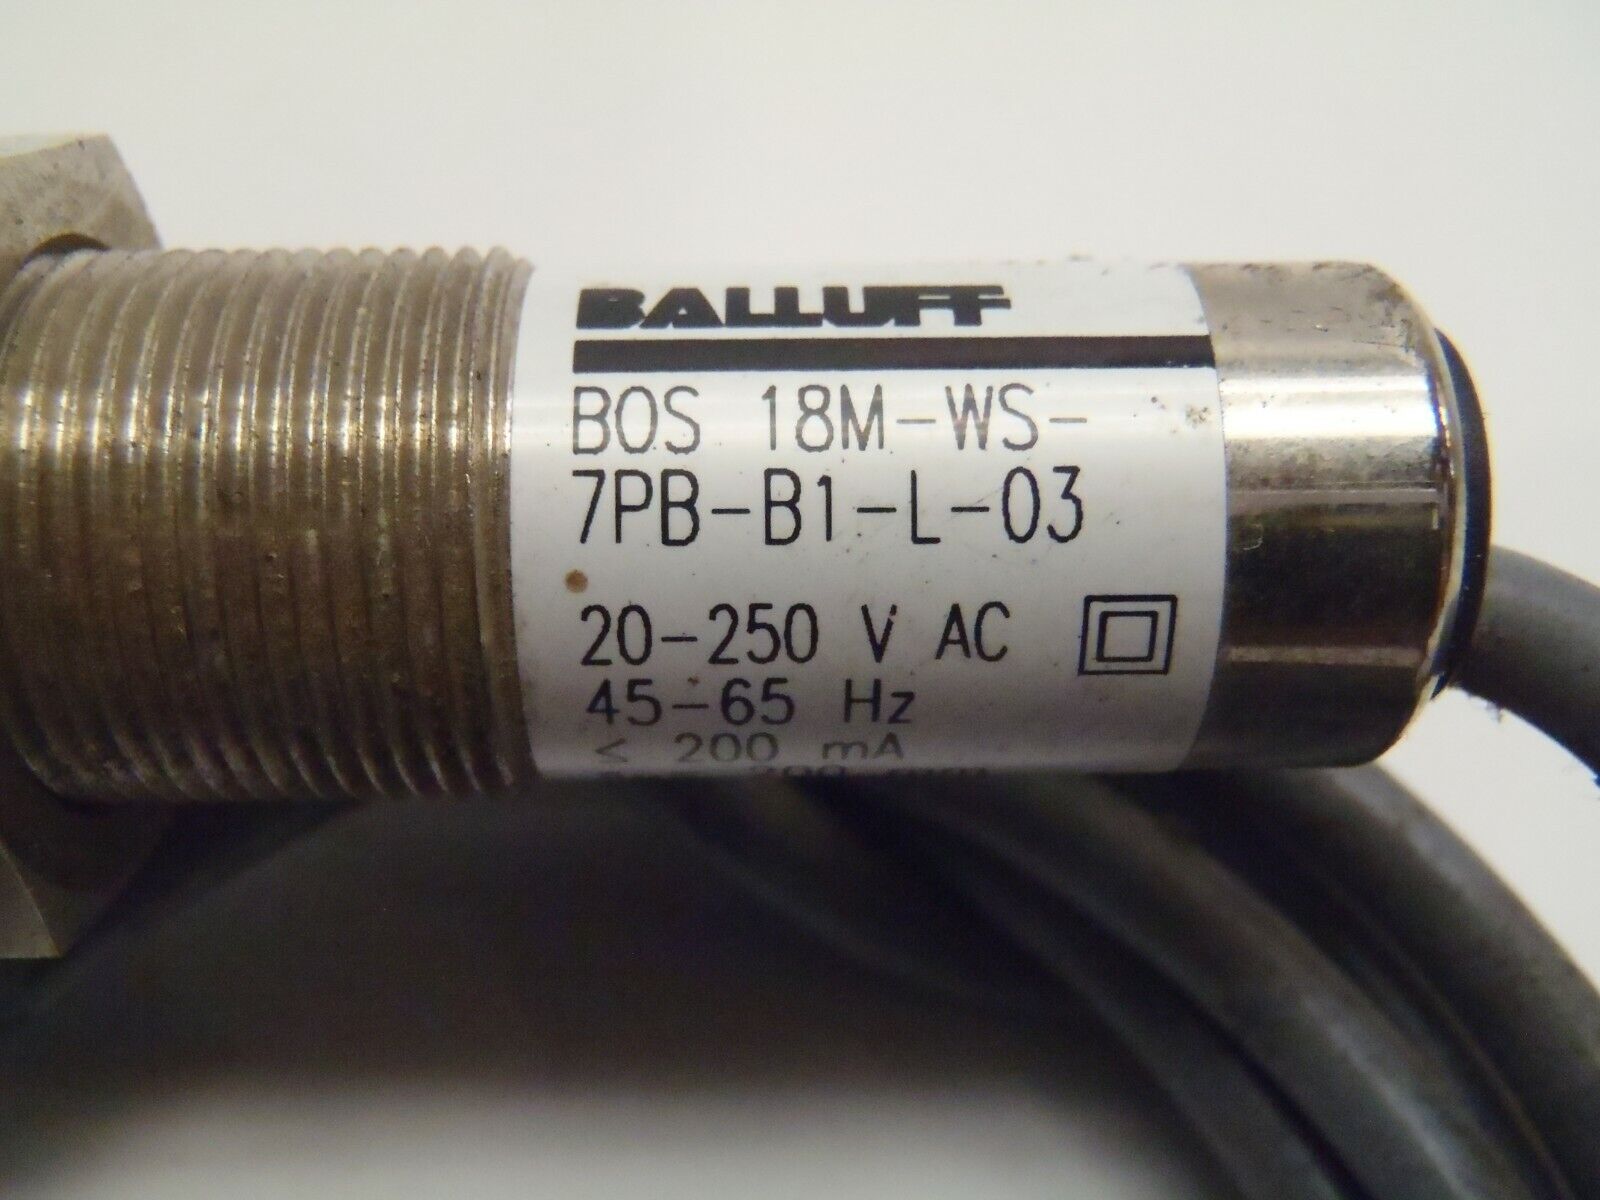 BALLUFF
BOS 18M-WS-
7PB-B1-L-03
20-250 V AC
45-65 Hz
≤ 200 mA